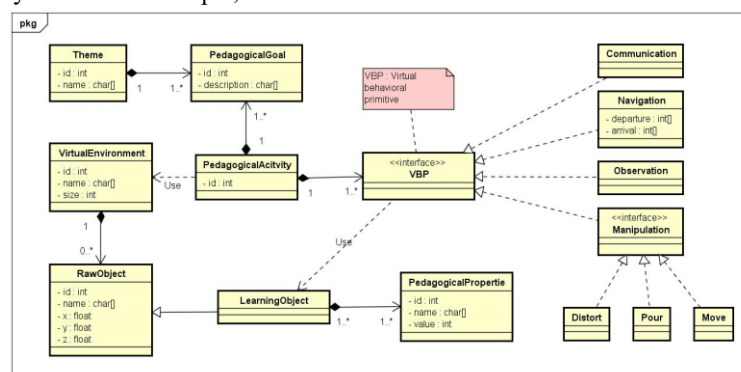 pkg
Theme
- id : int
- name : char[]
1
1..*
PedagogicalGoal
- id : int
- description : char[]
VBP : Virtual
behavioral
primitive
Communication
Navigation
- departure : int[]
- arrival : int[]
1..*
1
VirtualEnvironment
- id : int
- name : char[]
- size : int
Use
PedagogicalAcitvity
- id : int
1
1..*
<<interface>>
VBP
Observation
<<interface>>
Manipulation
1
0..*
Use
RawObject
- id : int
- name : char[]
- x : float
- y : float
- z : float
LearningObject
1..*
1..*
PedagogicalPropertie
- id : int
- name : char[]
- value : int
Distort
Pour
Move